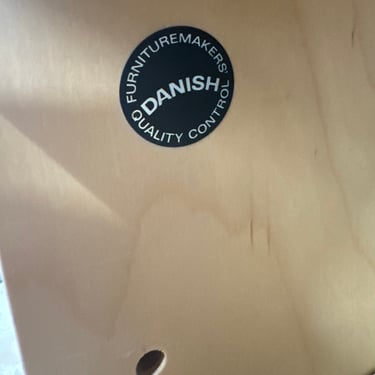 FURNITUREMAKERS'
DANISH
QUALITY CONTROL